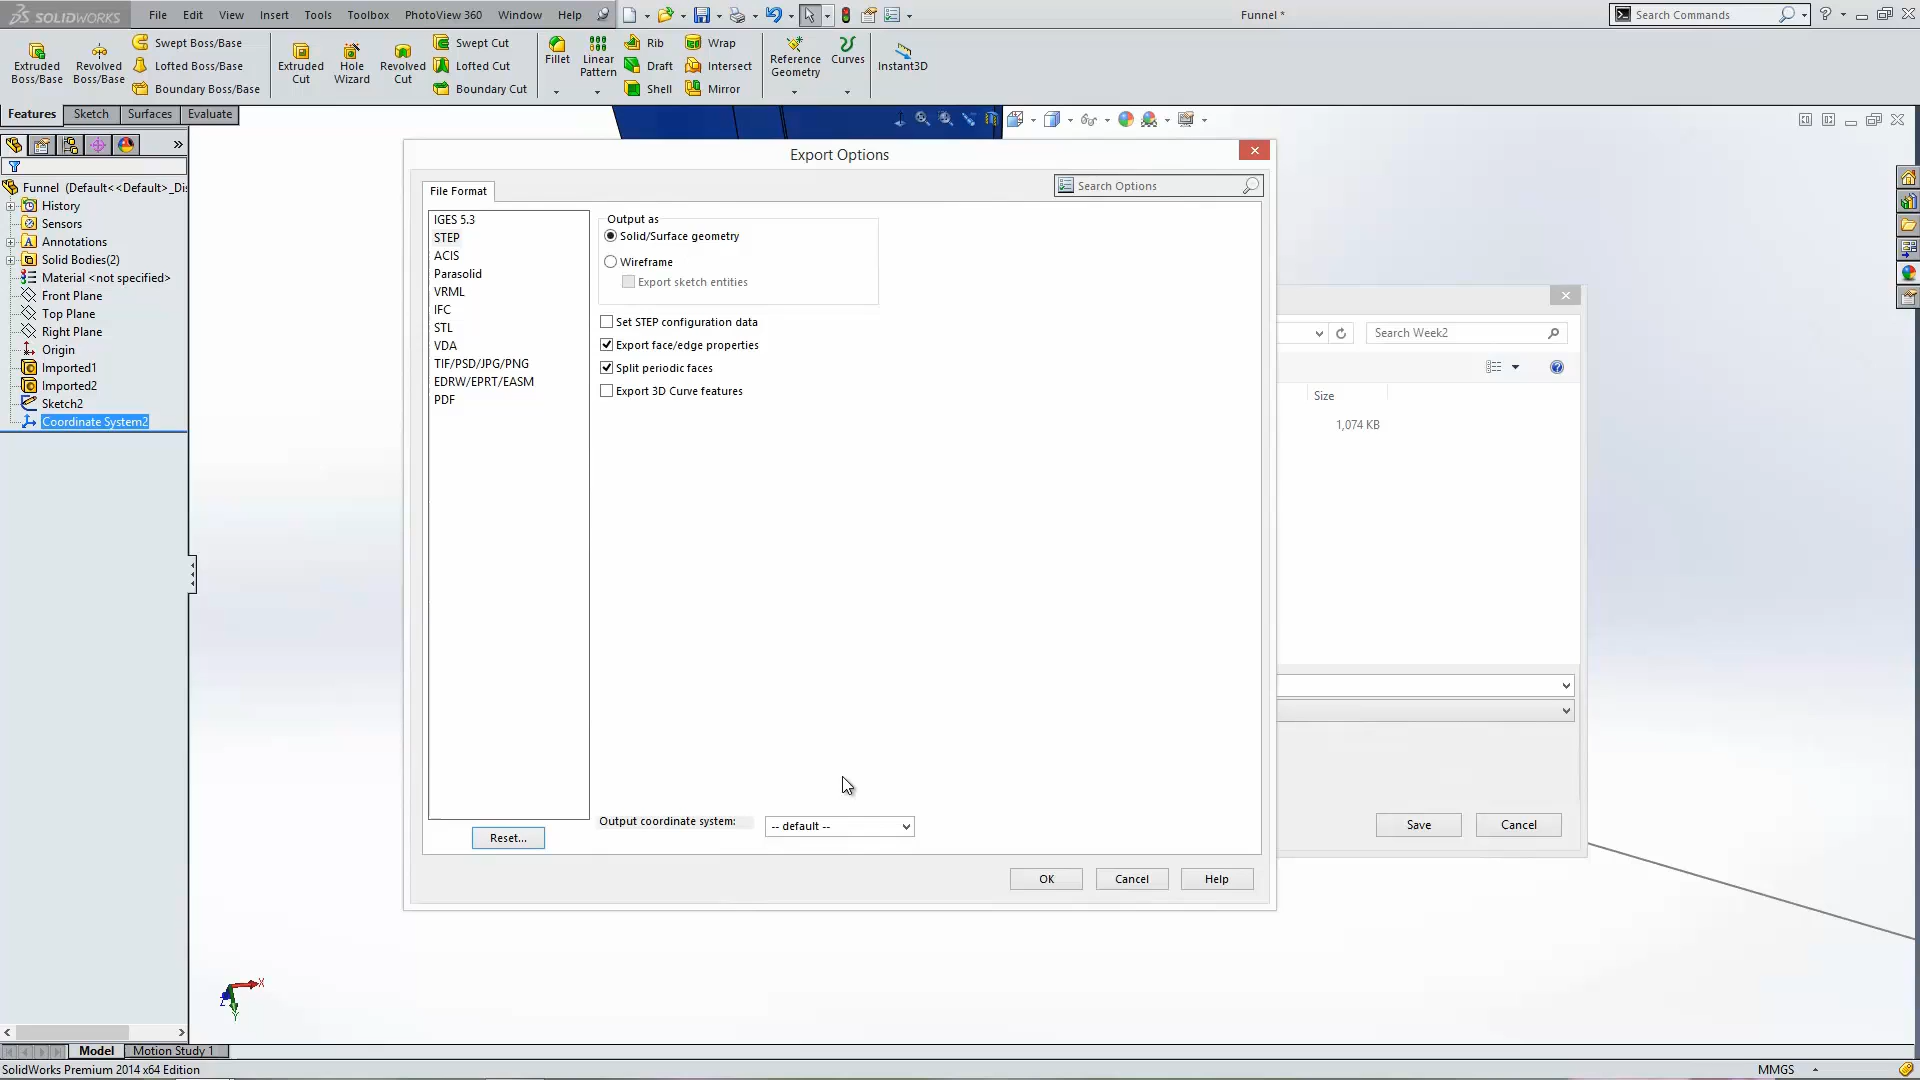 SOLIDWORKS File Edit View Insert Tools Toolbox PhotoView 360 Window Help Funnel * Search Commands
Extruded Boss/Base
Revolved Boss/Base
Swept Boss/Base
Lofted Boss/Base
Boundary Boss/Base
Extruded Cut
Hole Wizard
Revolved Cut
Swept Cut
Lofted Cut
Boundary Cut
Fillet
Linear Pattern
Rib
Draft
Shell
Wrap
Intersect
Mirror
Reference Geometry
Curves
Instant3D
Features Sketch Surfaces Evaluate
Funnel (Default<<Default>_Di
History
Sensors
Annotations
Solid Bodies(2)
Material <not specified>
Front Plane
Top Plane
Right Plane
Origin
Imported1
Imported2
Sketch2
Coordinate System2
Export Options
Search Options
File Format
IGES 5.3
STEP
ACIS
Parasolid
VRML
IFC
STL
VDA
TIF/PSD/JPG/PNG
EDRW/EPRT/EASM
PDF
Output as
Solid/Surface geometry
Wireframe
Export sketch entities
Set STEP configuration data
Export face/edge properties
Split periodic faces
Export 3D Curve features
Output coordinate system: -- default --
Reset...
OK Cancel Help
Search Week2
Size
1,074 KB
Save Cancel
X
Y
Z
Model Motion Study 1
SolidWorks Premium 2014 x64 Edition MMGS